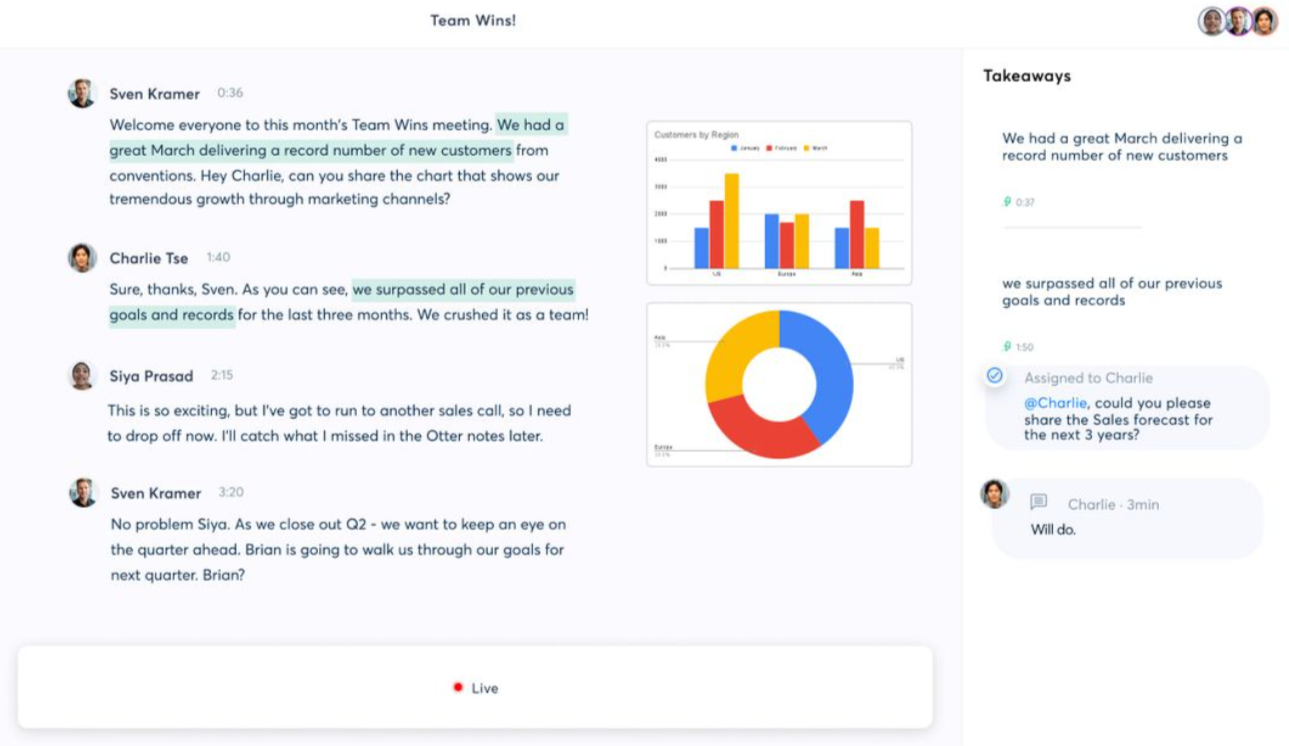 Team Wins!
Sven Kramer 0:36
Welcome everyone to this month's Team Wins meeting. We had a
great March delivering a record number of new customers from
conventions. Hey Charlie, can you share the chart that shows our
tremendous growth through marketing channels?
Charlie Tse 1:40
Sure, thanks, Sven. As you can see, we surpassed all of our previous
goals and records for the last three months. We crushed it as a team!
Siya Prasad 2:15
This is so exciting, but I've got to run to another sales call, so I need
to drop off now. I'll catch what I missed in the Otter notes later.
Sven Kramer 3:20
No problem Siya. As we close out Q2 - we want to keep an eye on
the quarter ahead. Brian is going to walk us through our goals for
next quarter. Brian?
Live
Customers by Region
January February March
4000
3000
2000
1000
0
US Europe Asia
Asia
US
Europe
Takeaways
We had a great March delivering a
record number of new customers
0:37
we surpassed all of our previous
goals and records
1:50
Assigned to Charlie
@Charlie, could you please
share the Sales forecast for
the next 3 years?
Charlie · 3min
Will do.